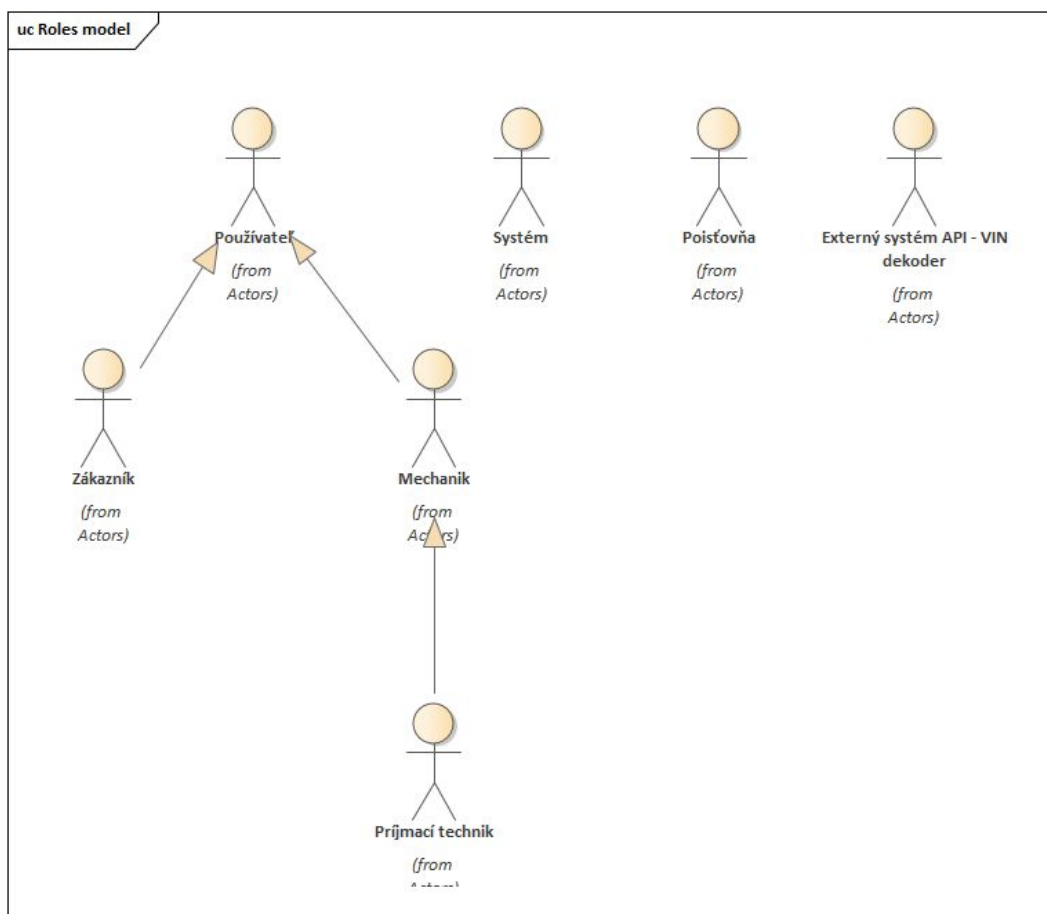 uc Roles model
Používateľ
(from
Actors)
Systém
(from
Actors)
Poisťovňa
(from
Actors)
Externý systém API - VIN
dekoder
(from
Actors)
Zákazník
(from
Actors)
Mechanik
(from
Actors)
Príjmací technik
(from